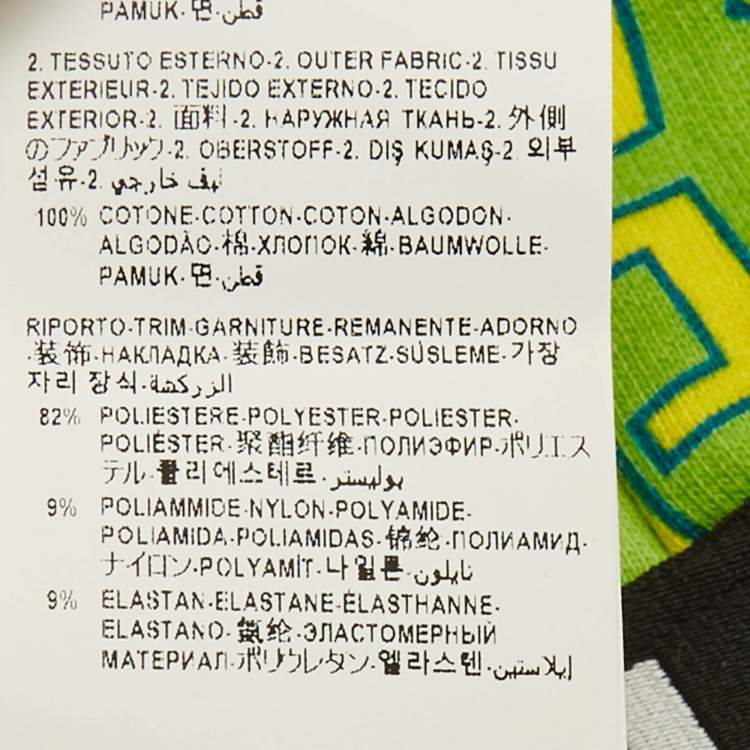 PAMUK-면-قطن
2. TESSUTO ESTERNO-2. OUTER FABRIC-2. TISSU
EXTERIEUR-2. TEJIDO EXTERNO-2. TECIDO
EXTERIOR-2. 面料-2. НАРУЖНАЯ ТКАНЬ-2. 外側
のファブリック-2. OBERSTOFF-2. DIŞ KUMAŞ-2. 외부
섬유-2. نيف خارجي
100% COTONE-COTTON-COTON-ALGODON-
ALGODÃO-棉-ХЛОПОК-綿-BAUMWOLLE-
PAMUK-면-قطن
RIPORTO-TRIM-GARNITURE-REMANENTE-ADORNO
-装饰-НАКЛАДКА-装飾-BESATZ-SÜSLEME-가장
자리 장식-الزركشة
82% POLIESTERE-POLYESTER-POLIESTER-
POLIÉSTER-聚酯纤维-ПОЛИЭФИР-ポリエス
テル-폴리에스테르-بوليستر
9% POLIAMMIDE-NYLON-POLYAMIDE-
POLIAMIDA-POLIAMIDAS-锦纶-ПОЛИАМИД-
ナイロン-POLYAMİT-나일론-نايلون
9% ELASTAN-ELASTANE-ÉLASTHANNE-
ELASTANO-氨纶-ЭЛАСТОМЕРНЫЙ
МАТЕРИАЛ-ポリウレタン-엘라스텐-إيلاستين